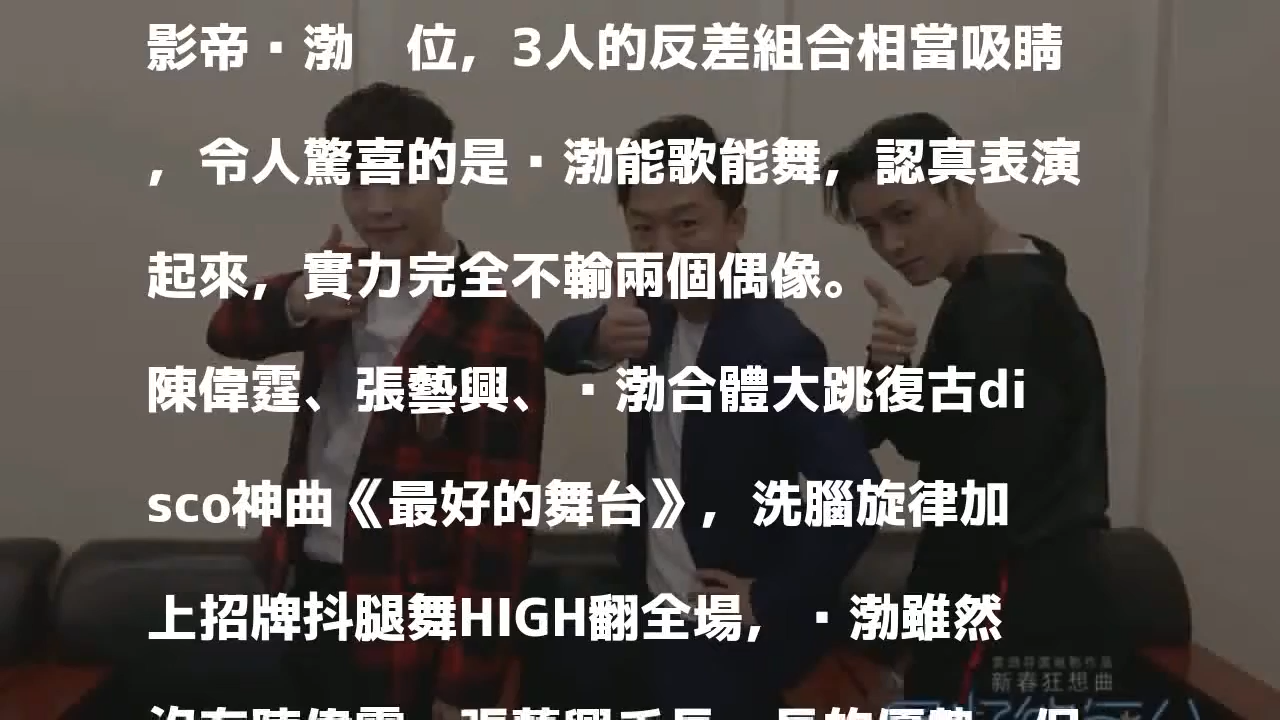 影帝·渤 位，3人的反差組合相當吸睛
，令人驚喜的是·渤能歌能舞，認真表演
起來，實力完全不輸兩個偶像。
陳偉霆、張藝興、·渤合體大跳復古di
sco神曲《最好的舞台》，洗腦旋律加
上招牌抖腿舞HIGH翻全場，·渤雖然
新春狂想曲